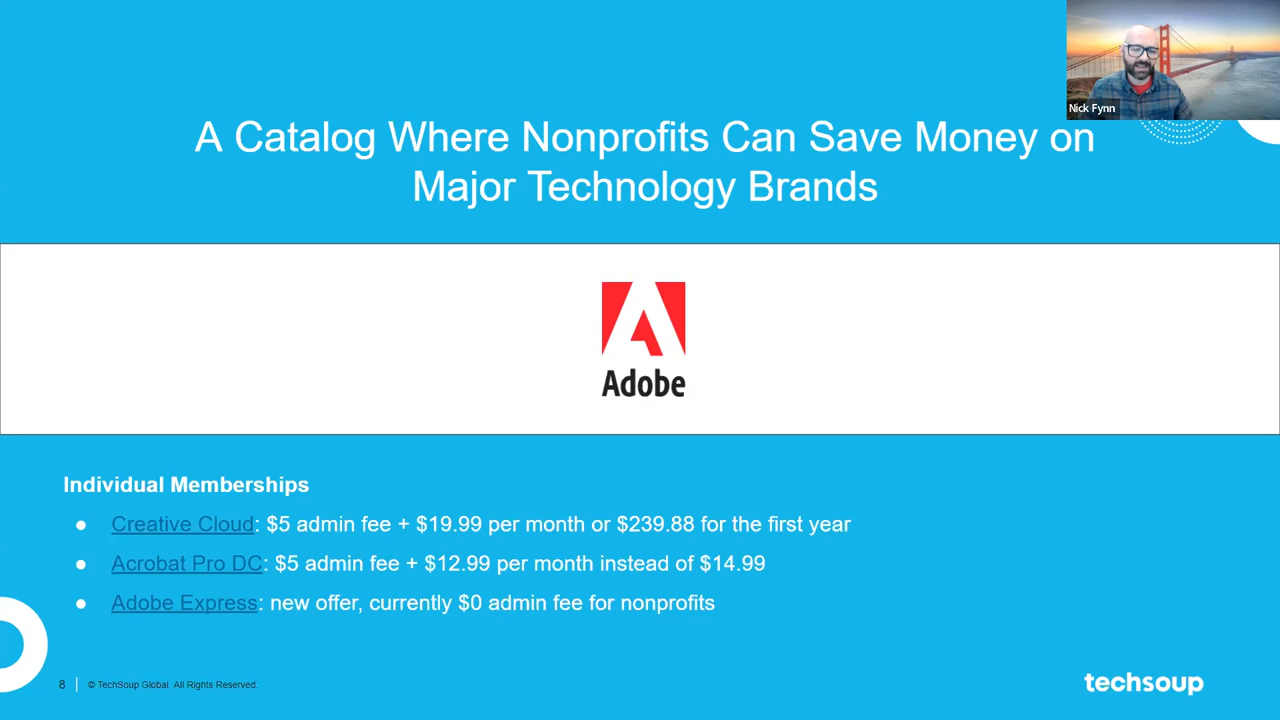 Nick Fynn
A Catalog Where Nonprofits Can Save Money on
Major Technology Brands
Adobe
Individual Memberships
● Creative Cloud: $5 admin fee + $19.99 per month or $239.88 for the first year
● Acrobat Pro DC: $5 admin fee + $12.99 per month instead of $14.99
● Adobe Express: new offer, currently $0 admin fee for nonprofits
8 | © TechSoup Global. All Rights Reserved.
techsoup